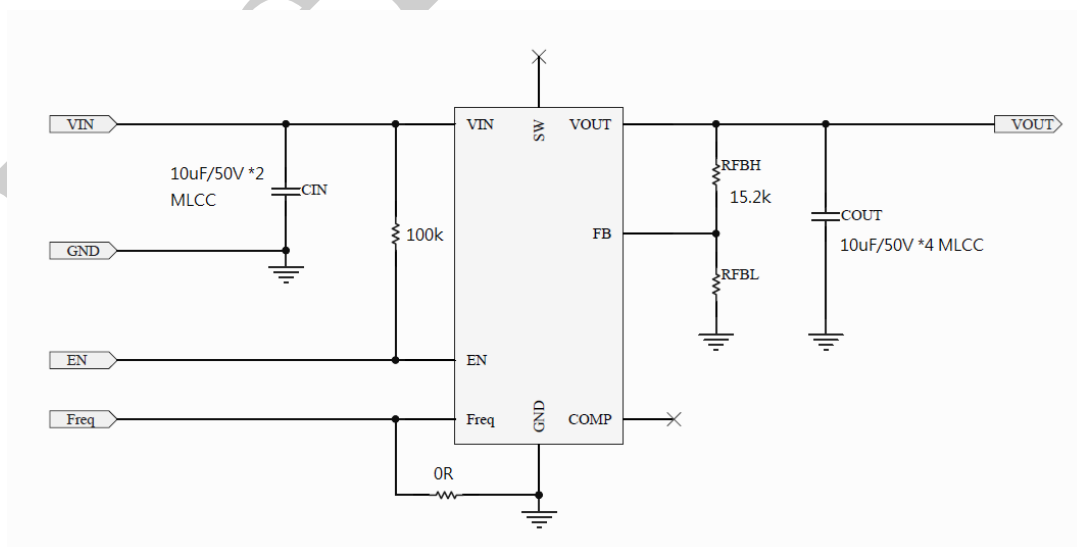 VIN
VIN
SW
VOUT
VOUT
RFBH
15.2k
10uF/50V *2
MLCC
CIN
COUT
10uF/50V *4 MLCC
100k
FB
GND
RFBL
EN
EN
Freq
Freq
GND
COMP
0R